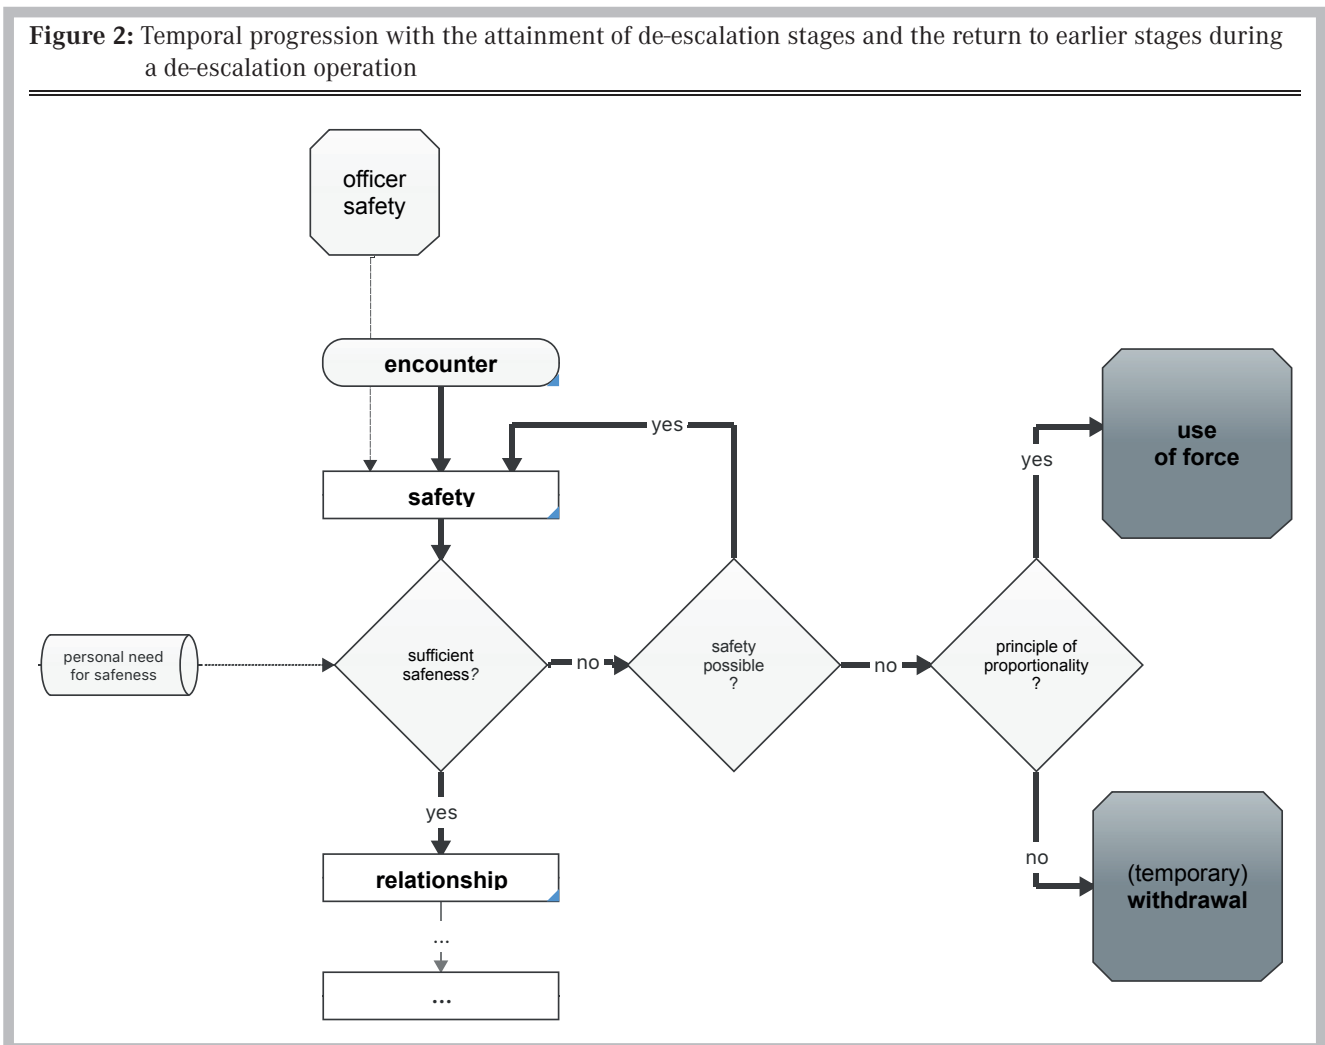 Figure 2: Temporal progression with the attainment of de-escalation stages and the return to earlier stages during
a de-escalation operation
officer
safety
encounter
yes
safety
use
of force
yes
personal need
for safeness
sufficient
safeness?
no
safety
possible
?
no
principle of
proportionality
?
yes
no
relationship
(temporary)
withdrawal
...
...